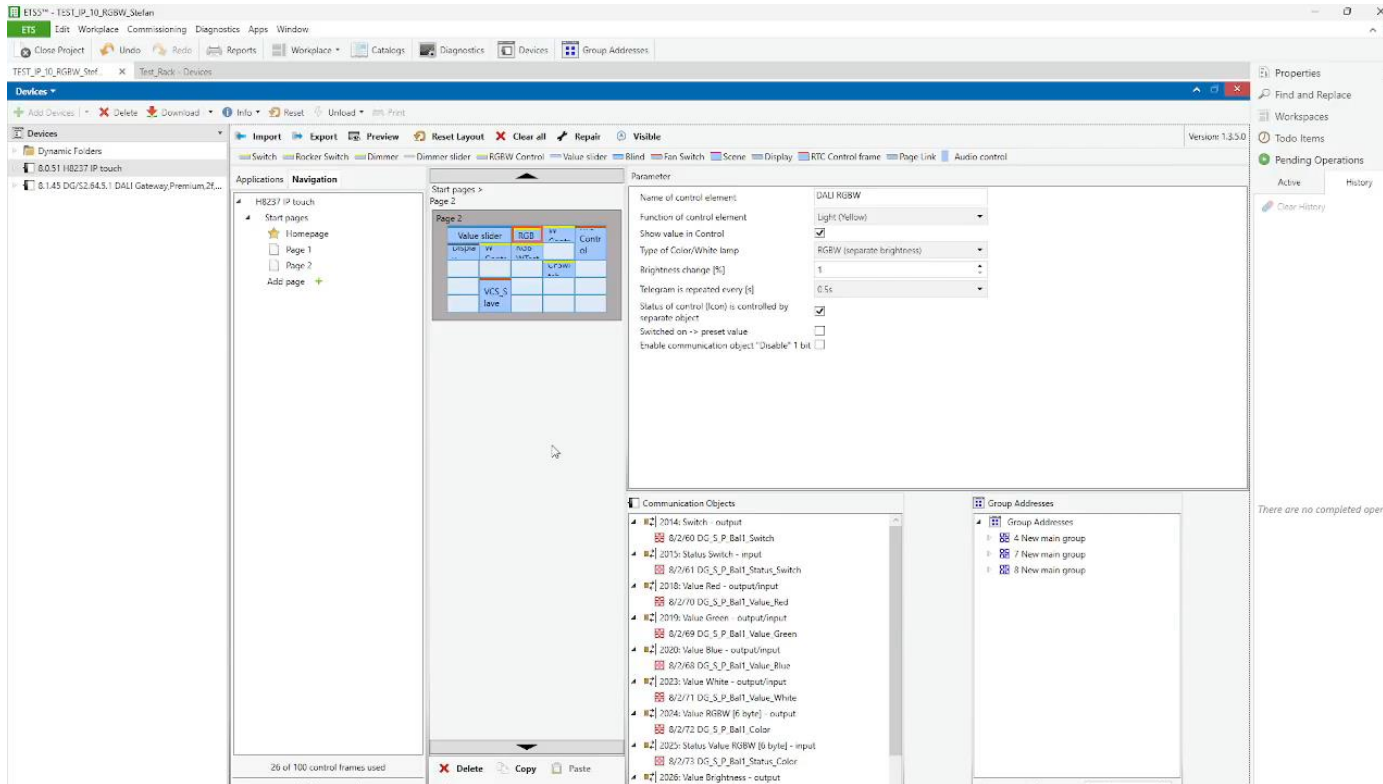 ETS5™ - TEST_IP_10_RGBW_Stefan
ETS Edit Workplace Commissioning Diagnostics Apps Window
Close Project Undo Redo Reports Workplace Catalogs Diagnostics Devices Group Addresses
TEST_IP_10_RGBW_Stef... Test_Rack - Devices
Devices
Add Devices Delete Download Info Reset Unload Print
Devices
Dynamic Folders
8.0.51 H8237 IP touch
8.1.45 DG/S2.64.5.1 DALI Gateway,Premium,2f,...
Import Export Preview Reset Layout Clear all Repair Visible Version: 1.3.5.0
Switch Rocker Switch Dimmer Dimmer slider RGBW Control Value slider Blind Fan Switch Scene Display RTC Control frame Page Link Audio control
Applications Navigation
H8237 IP touch
Start pages
Homepage
Page 1
Page 2
Add page +
26 of 100 control frames used
Start pages >
Page 2
Page 2
Value slider RGB
Contr
ol
VCS_S
lave
Delete Copy Paste
Parameter
Name of control element DALI RGBW
Function of control element Light (Yellow)
Show value in Control
Type of Color/White lamp RGBW (separate brightness)
Brightness change [%] 1
Telegram is repeated every [s] 0.5s
Status of control (Icon) is controlled by
separate object
Switched on -> preset value
Enable communication object "Disable" 1 bit
Communication Objects
2014: Switch - output
8/2/60 DG_S_P_Bal1_Switch
2015: Status Switch - input
8/2/61 DG_S_P_Bal1_Status_Switch
2018: Value Red - output/input
8/2/70 DG_S_P_Bal1_Value_Red
2019: Value Green - output/input
8/2/69 DG_S_P_Bal1_Value_Green
2020: Value Blue - output/input
8/2/68 DG_S_P_Bal1_Value_Blue
2023: Value White - output/input
8/2/71 DG_S_P_Bal1_Value_White
2024: Value RGBW [6 byte] - output
8/2/72 DG_S_P_Bal1_Color
2025: Status Value RGBW [6 byte] - input
8/2/73 DG_S_P_Bal1_Status_Color
2026: Value Brightness - output
Group Addresses
Group Addresses
4 New main group
7 New main group
8 New main group
Properties
Find and Replace
Workspaces
Todo Items
Pending Operations
Active History
Clear History
There are no completed oper